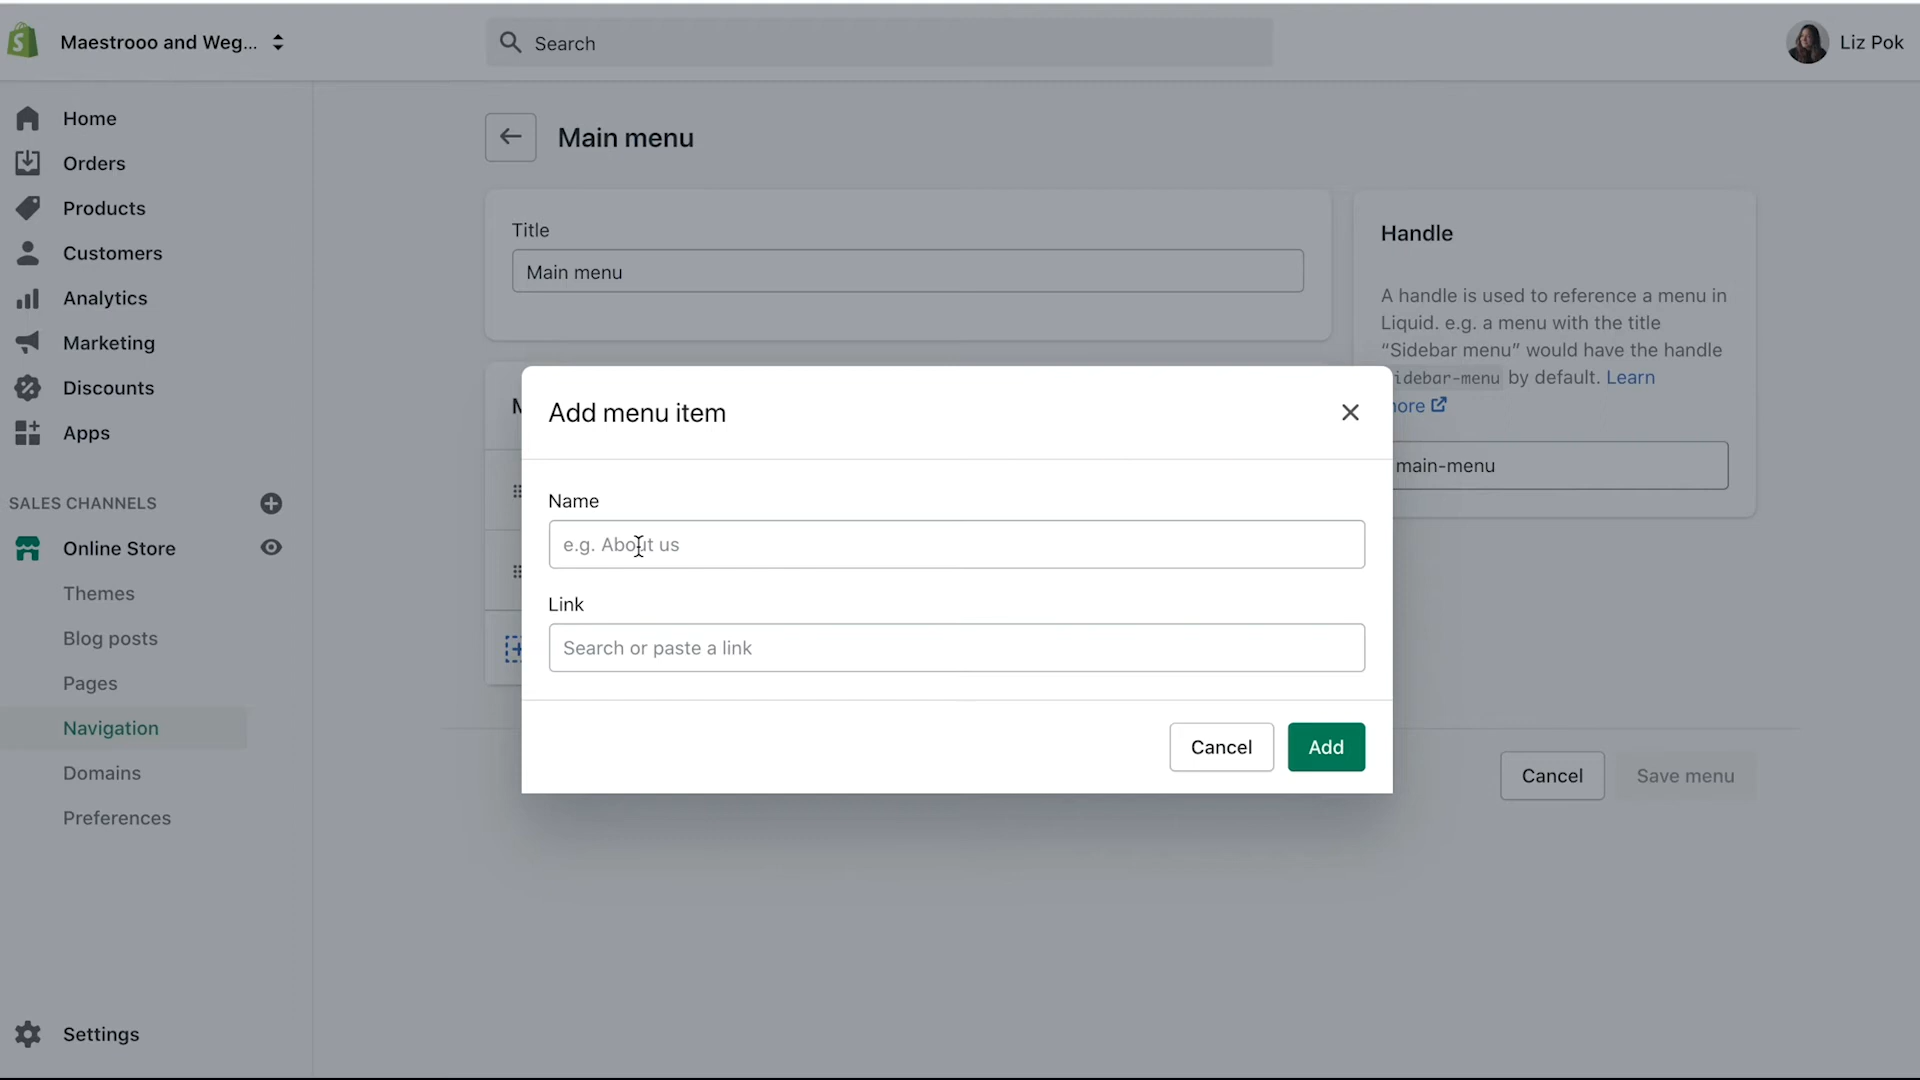 Maestrooo and Weg...
Search
Liz Pok
Home
Orders
Products
Customers
Analytics
Marketing
Discounts
Apps
SALES CHANNELS
Online Store
Themes
Blog posts
Pages
Navigation
Domains
Preferences
Settings
Main menu
Title
Main menu
Handle
A handle is used to reference a menu in
Liquid. e.g. a menu with the title
“Sidebar menu” would have the handle
idebar-menu by default. Learn
ore
main-menu
Add menu item
Name
e.g. About us
Link
Search or paste a link
Cancel
Add
Cancel
Save menu